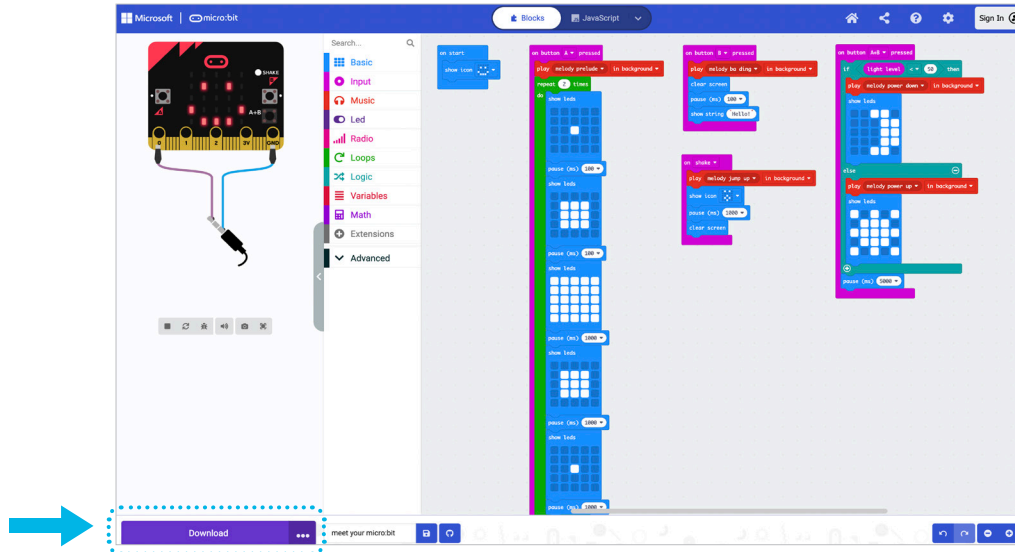 Microsoft micro:bit
Blocks
JavaScript
Sign In
SHAKE
A+B
0 1 2 3V GND
Search...
Basic
Input
Music
Led
Radio
Loops
Logic
Variables
Math
Extensions
Advanced
on start
show icon
on button A pressed
play melody prelude in background
repeat 2 times
do
show leds
pause (ms) 100
show leds
pause (ms) 100
show leds
pause (ms) 1000
show leds
pause (ms) 1000
show leds
pause (ms) 1000
on button B pressed
play melody ba ding in background
clear screen
pause (ms) 100
show string Hello!
on shake
play melody jump up in background
show icon
pause (ms) 1000
clear screen
on button A+B pressed
if light level < 50 then
play melody power down in background
show leds
else
play melody power up in background
show leds
pause (ms) 5000
Download
meet your micro:bit